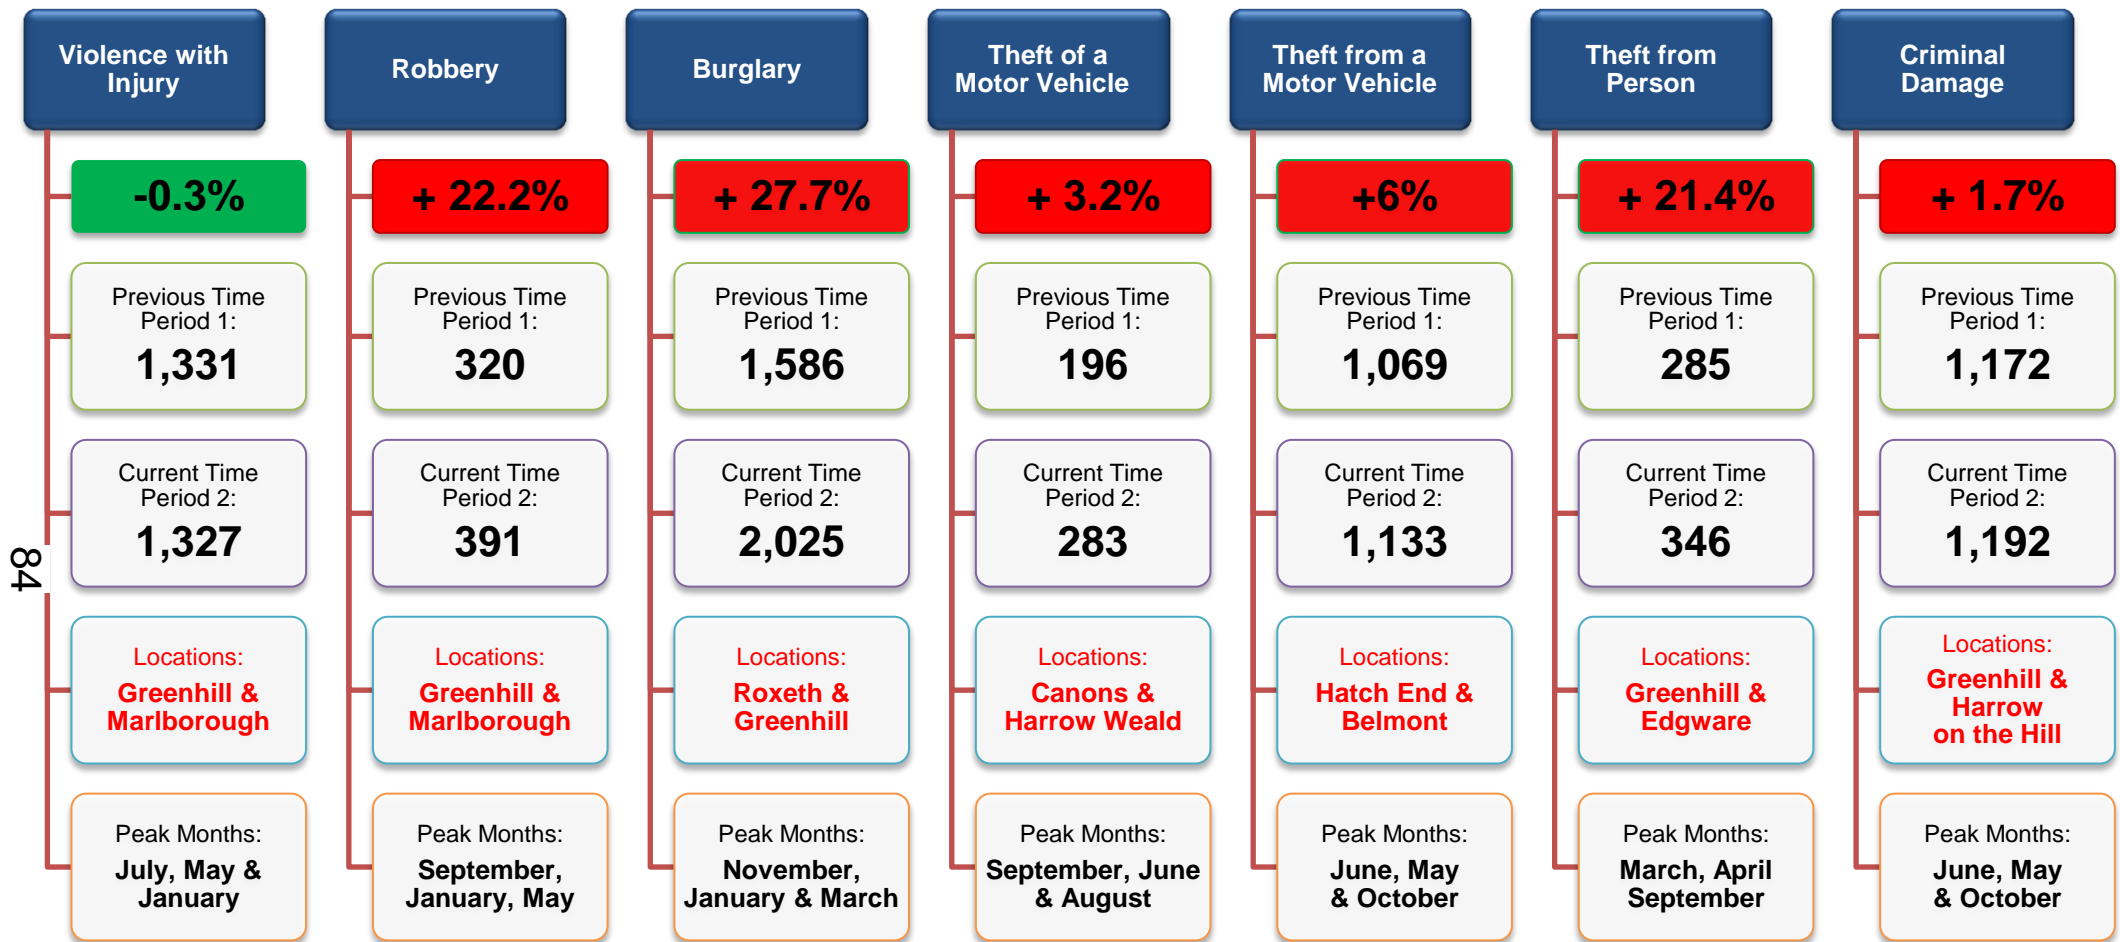 Violence with
Injury
-0.3%
Previous Time
Period 1:
1,331
Current Time
Period 2:
1,327
Locations:
Greenhill &
Marlborough
Peak Months:
July, May &
January
Robbery
+ 22.2%
Previous Time
Period 1:
320
Current Time
Period 2:
391
Locations:
Greenhill &
Marlborough
Peak Months:
September,
January, May
Burglary
+ 27.7%
Previous Time
Period 1:
1,586
Current Time
Period 2:
2,025
Locations:
Roxeth &
Greenhill
Peak Months:
November,
January & March
Theft of a
Motor Vehicle
+ 3.2%
Previous Time
Period 1:
196
Current Time
Period 2:
283
Locations:
Canons &
Harrow Weald
Peak Months:
September, June
& August
Theft from a
Motor Vehicle
+6%
Previous Time
Period 1:
1,069
Current Time
Period 2:
1,133
Locations:
Hatch End &
Belmont
Peak Months:
June, May
& October
Theft from
Person
+ 21.4%
Previous Time
Period 1:
285
Current Time
Period 2:
346
Locations:
Greenhill &
Edgware
Peak Months:
March, April
September
Criminal
Damage
+ 1.7%
Previous Time
Period 1:
1,172
Current Time
Period 2:
1,192
Locations:
Greenhill &
Harrow
on the Hill
Peak Months:
June, May
& October
84